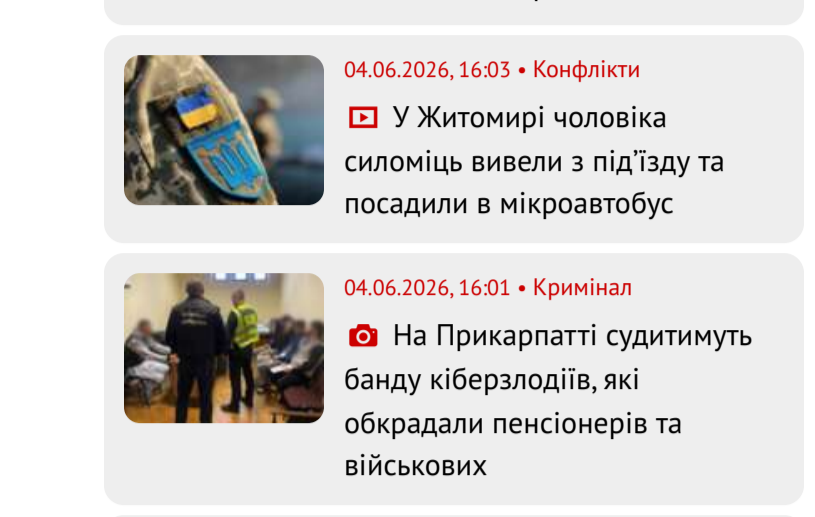 04.06.2026, 16:03 • Конфлікти
У Житомирі чоловіка
силоміць вивели з під’їзду та
посадили в мікроавтобус
04.06.2026, 16:01 • Кримінал
На Прикарпатті судитимуть
банду кіберзлодіїв, які
обкрадали пенсіонерів та
військових